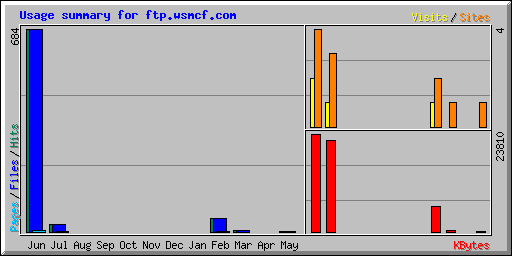 Usage summary for ftp.wsmcf.com
Visits/Sites
684
4
Pages/Files/Hits
23810
Jun Jul Aug Sep Oct Nov Dec Jan Feb Mar Apr May
KBytes